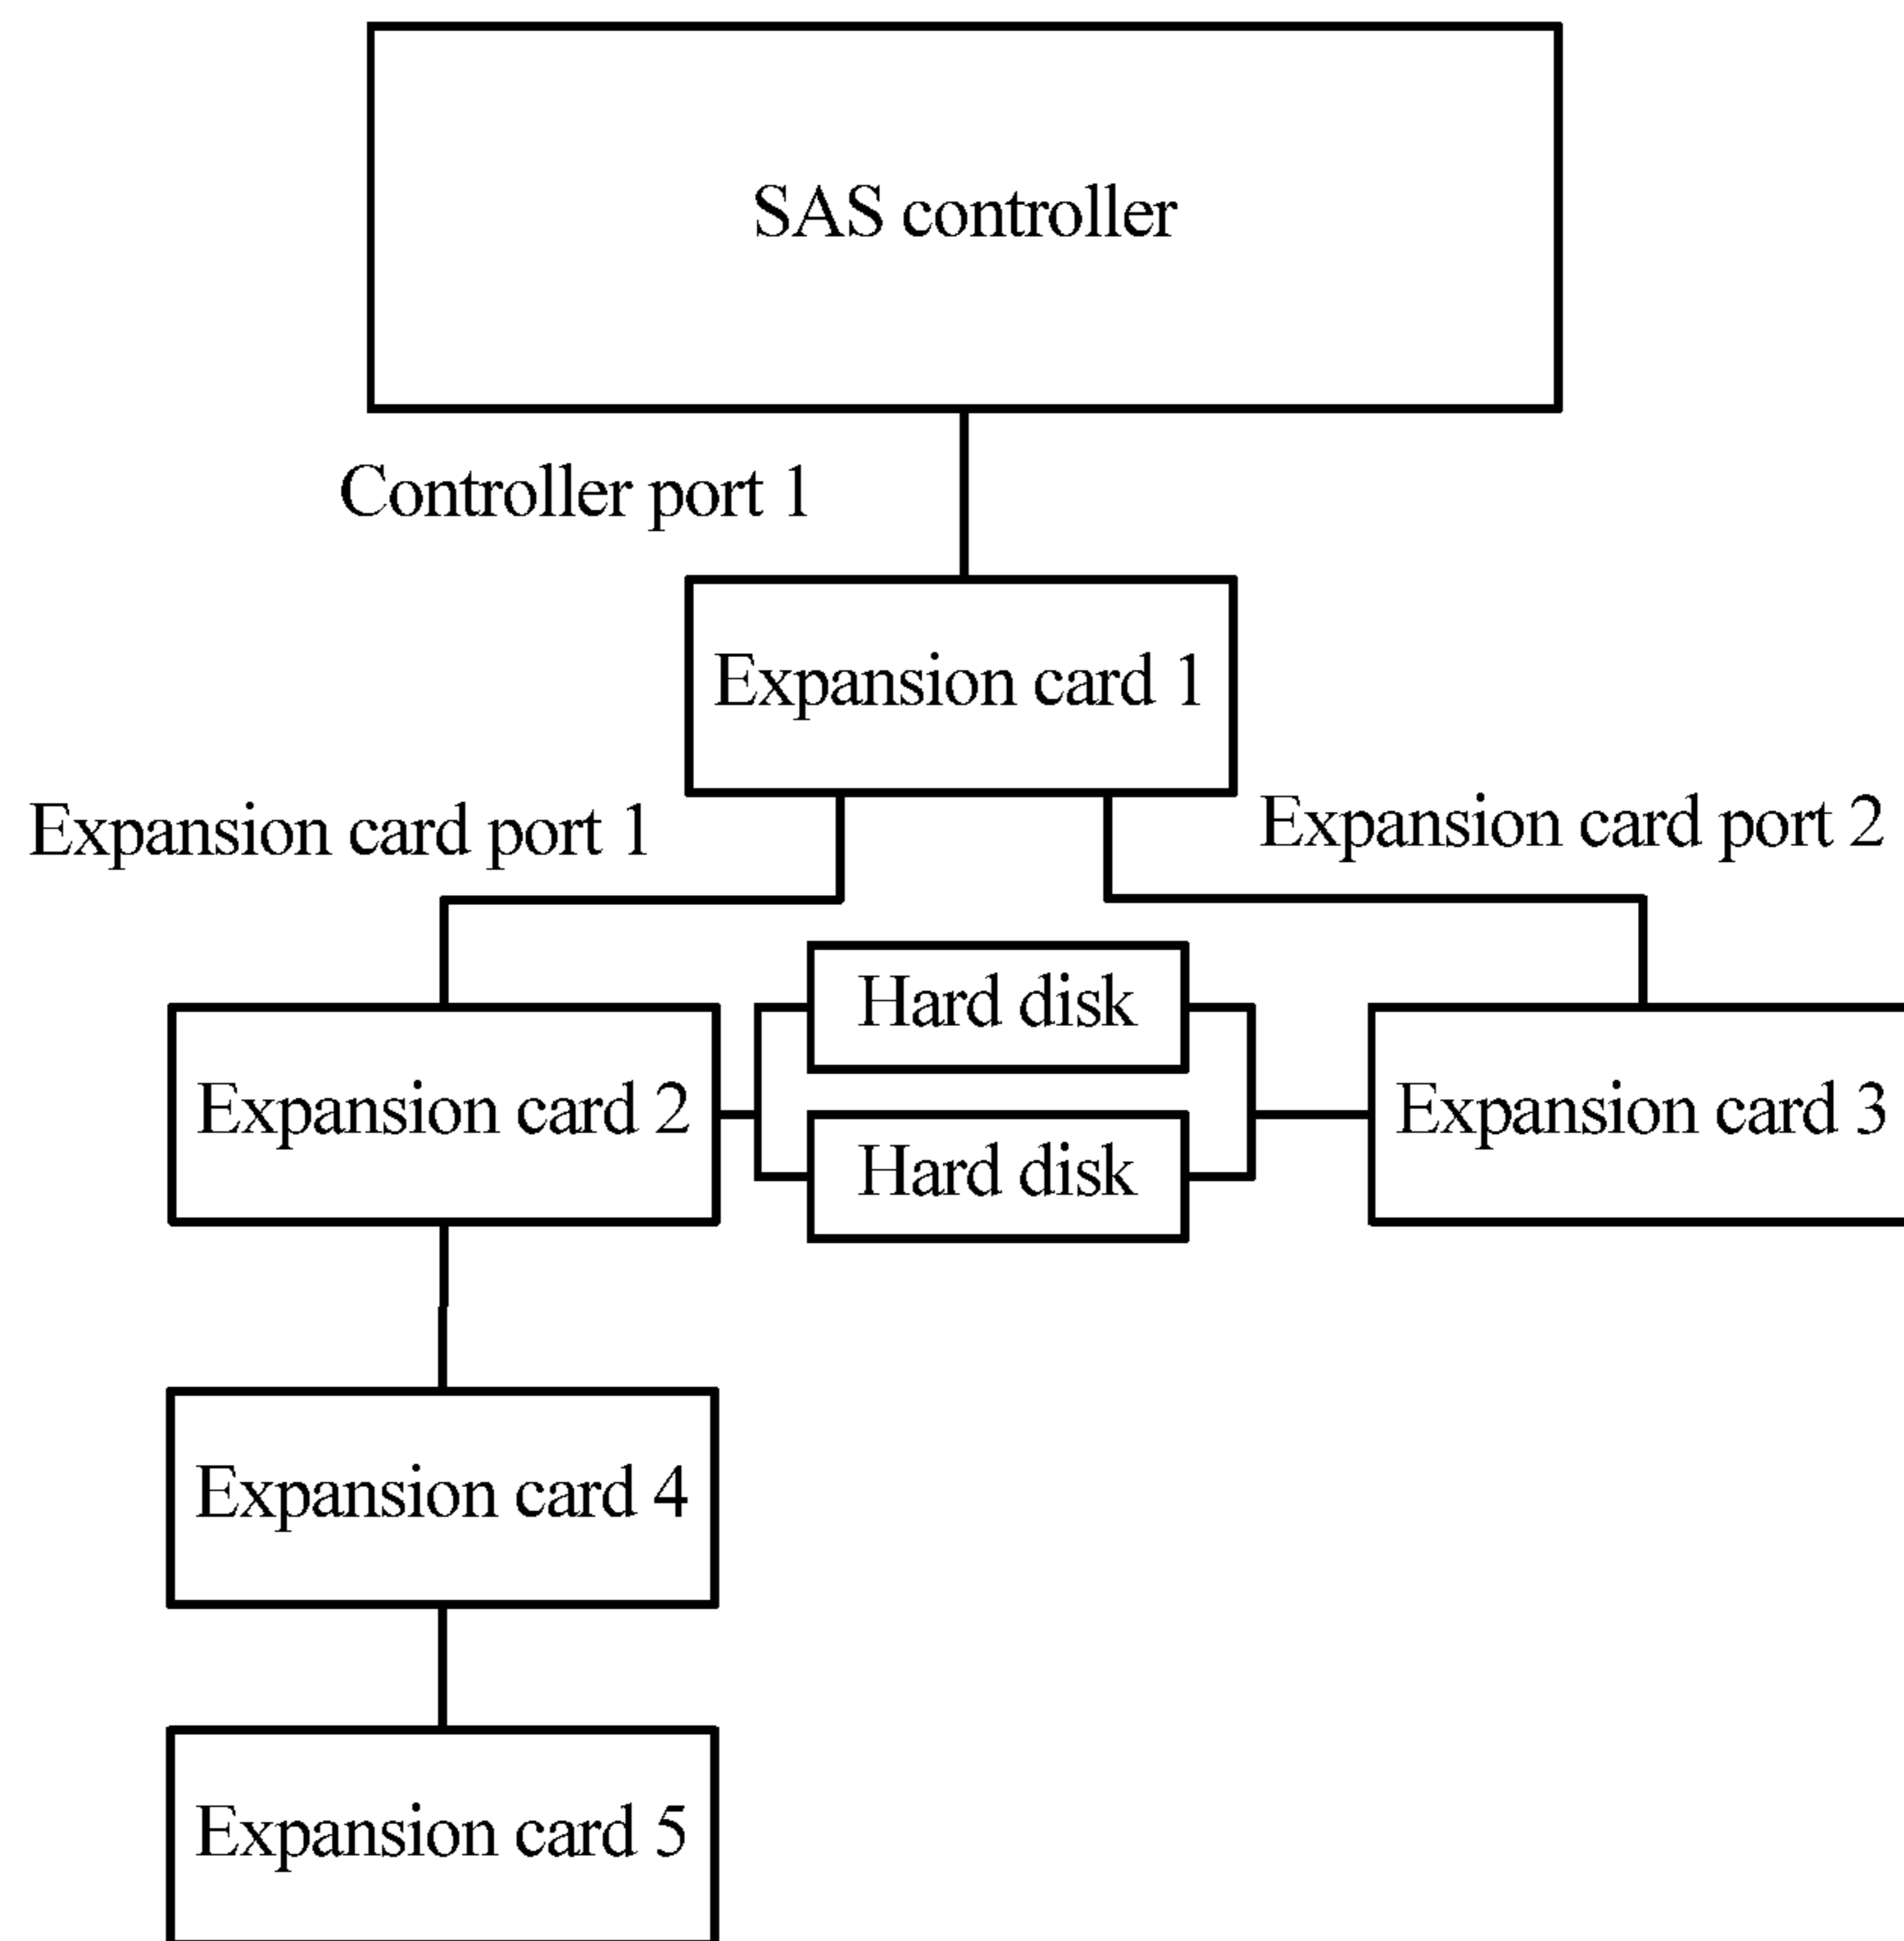 SAS controller
Controller port 1
Expansion card 1
Expansion card port 1
Expansion card port 2
Hard disk
Expansion card 2
Hard disk
Expansion card 3
Expansion card 4
Expansion card 5